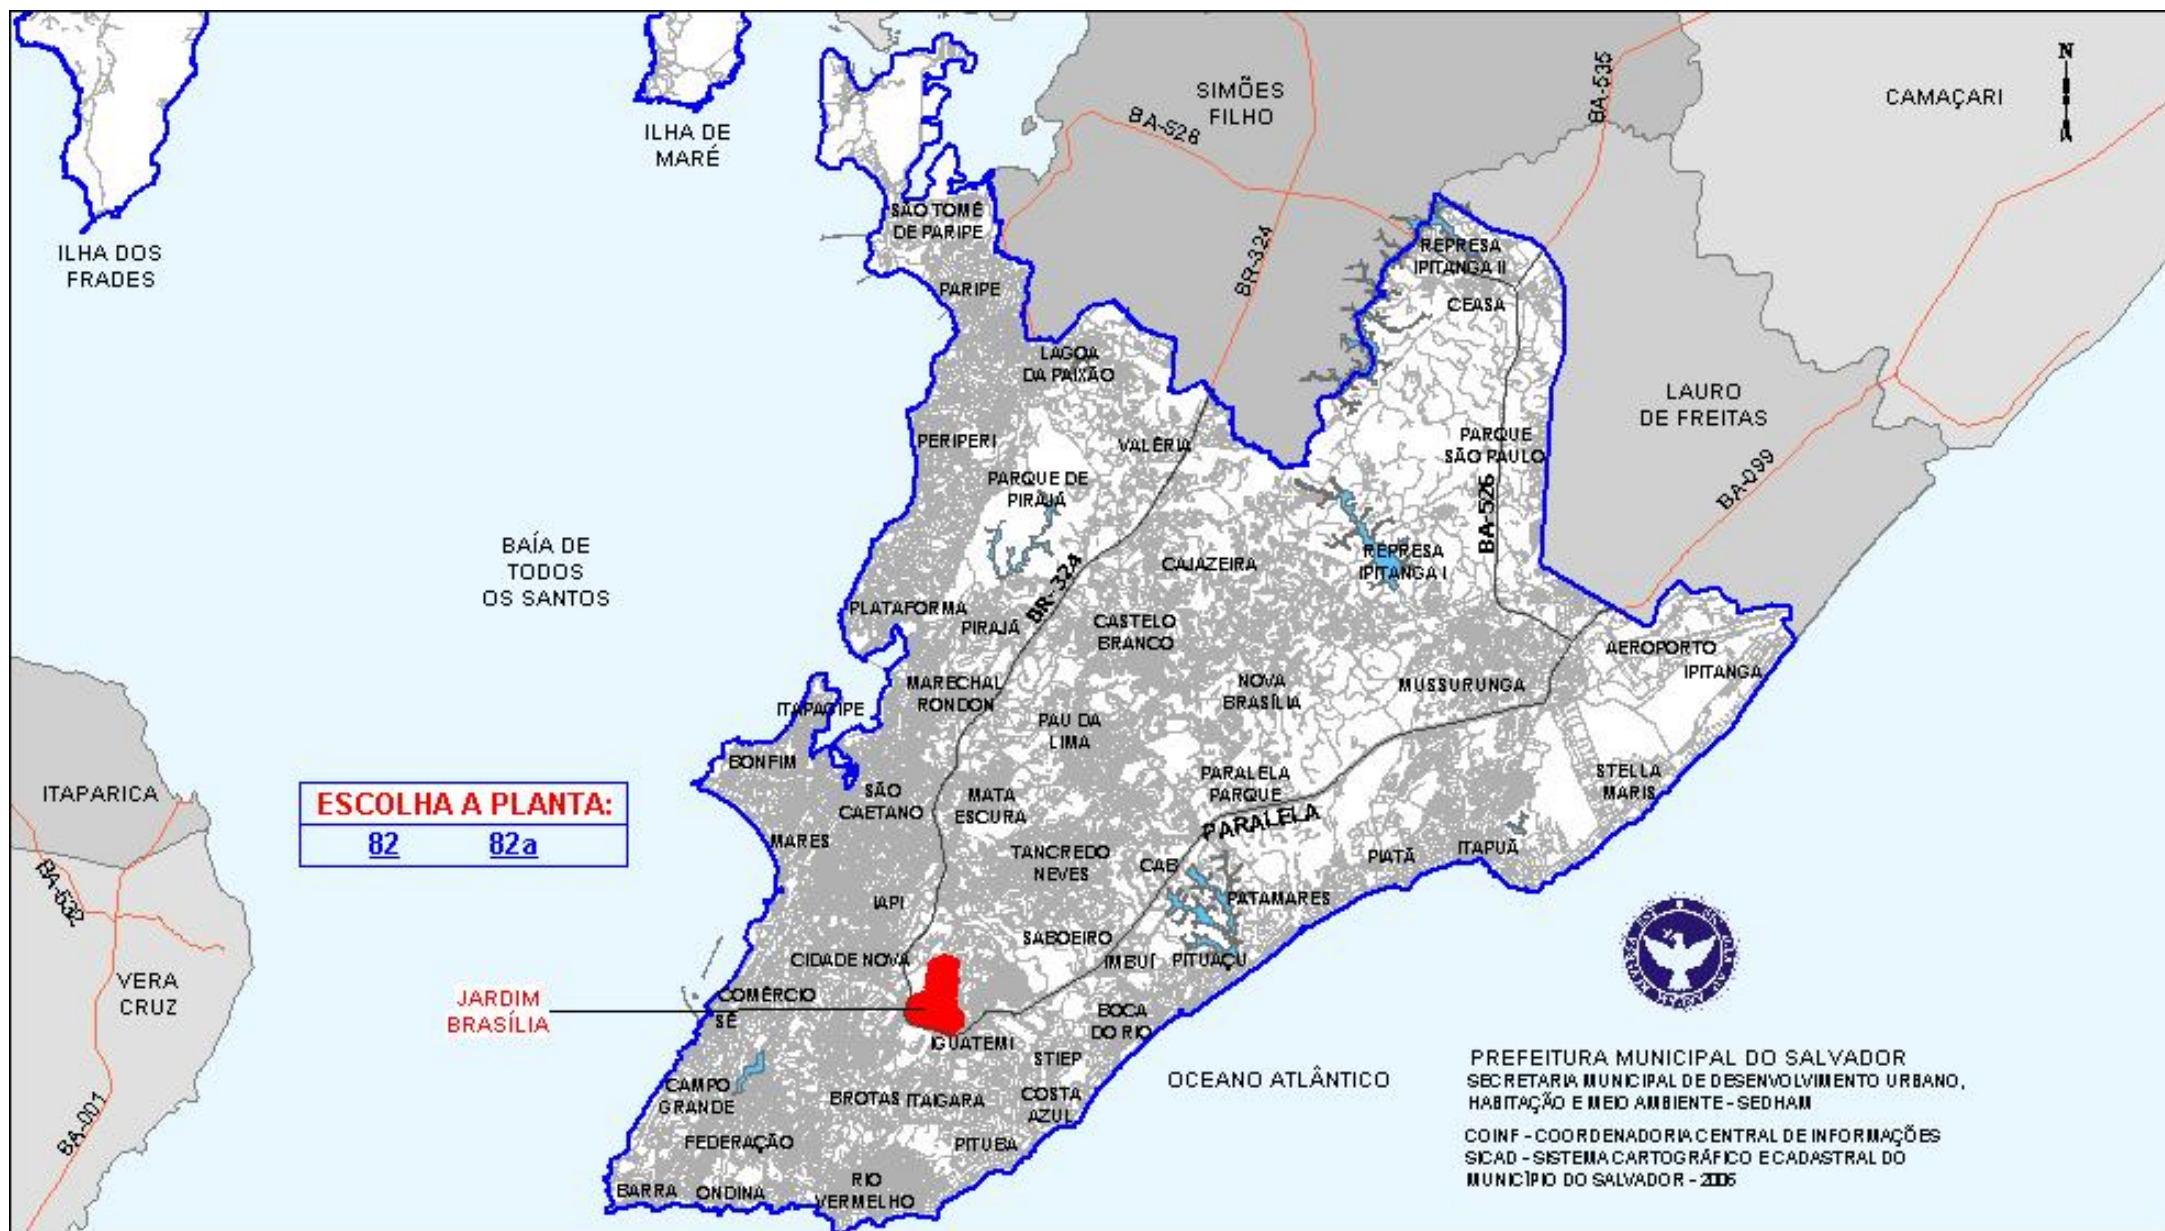 N
SIMÕES
FILHO
CAMAÇARI
BA-535
BA-526
ILHA DE
MARÉ
SÃO TOMÉ
DE PARIPE
ILHA DOS
FRADES
BR-324
REPRESA
IPITANGA II
CEASA
PARIPE
LAGOA
DA PAIXÃO
LAURO
DE FREITAS
PERIPERI
VALÉRIA
PARQUE
SÃO PAULO
PARQUE DE
PIRAJÁ
BA-526
BA-099
BAÍA DE
TODOS
OS SANTOS
CAJAZEIRA
REPRESA
IPITANGA I
BR-324
PLATAFORMA
PIRAJÁ
CASTELO
BRANCO
AEROPORTO
IPITANGA
MARECHAL
RONDON
NOVA
BRASÍLIA
MUSSURUNGA
ITAPAGIPE
PAU DA
LIMA
BONFIM
ITAPARICA
ESCOLHA A PLANTA:
82 82a
SÃO
CAETANO
MATA
ESCURA
PARALELA
PARQUE
STELLA
MARIS
PARALELA
MARES
TANCREDO
NEVES
CAB
PIATÃ
ITAPUÃ
BA-532
IAPI
PATAMARES
SABOEIRO
CIDADE NOVA
IMBUÍ
PITUAÇU
VERA
CRUZ
JARDIM
BRASÍLIA
COMÉRCIO
SÉ
BOCA
DO RIO
IGUATEMI
STIEP
OCEANO ATLÂNTICO
CAMPO
GRANDE
BROTAS
ITAIGARA
COSTA
AZUL
BA-001
FEDERAÇÃO
PITUBA
BARRA
ONDINA
RIO
VERMELHO
PREFEITURA MUNICIPAL DO SALVADOR
SECRETARIA MUNICIPAL DE DESENVOLVIMENTO URBANO,
HABITAÇÃO E MEIO AMBIENTE - SEDHAM
COINF - COORDENADORIA CENTRAL DE INFORMAÇÕES
SICAD - SISTEMA CARTOGRÁFICO E CADASTRAL DO
MUNICÍPIO DO SALVADOR - 2006